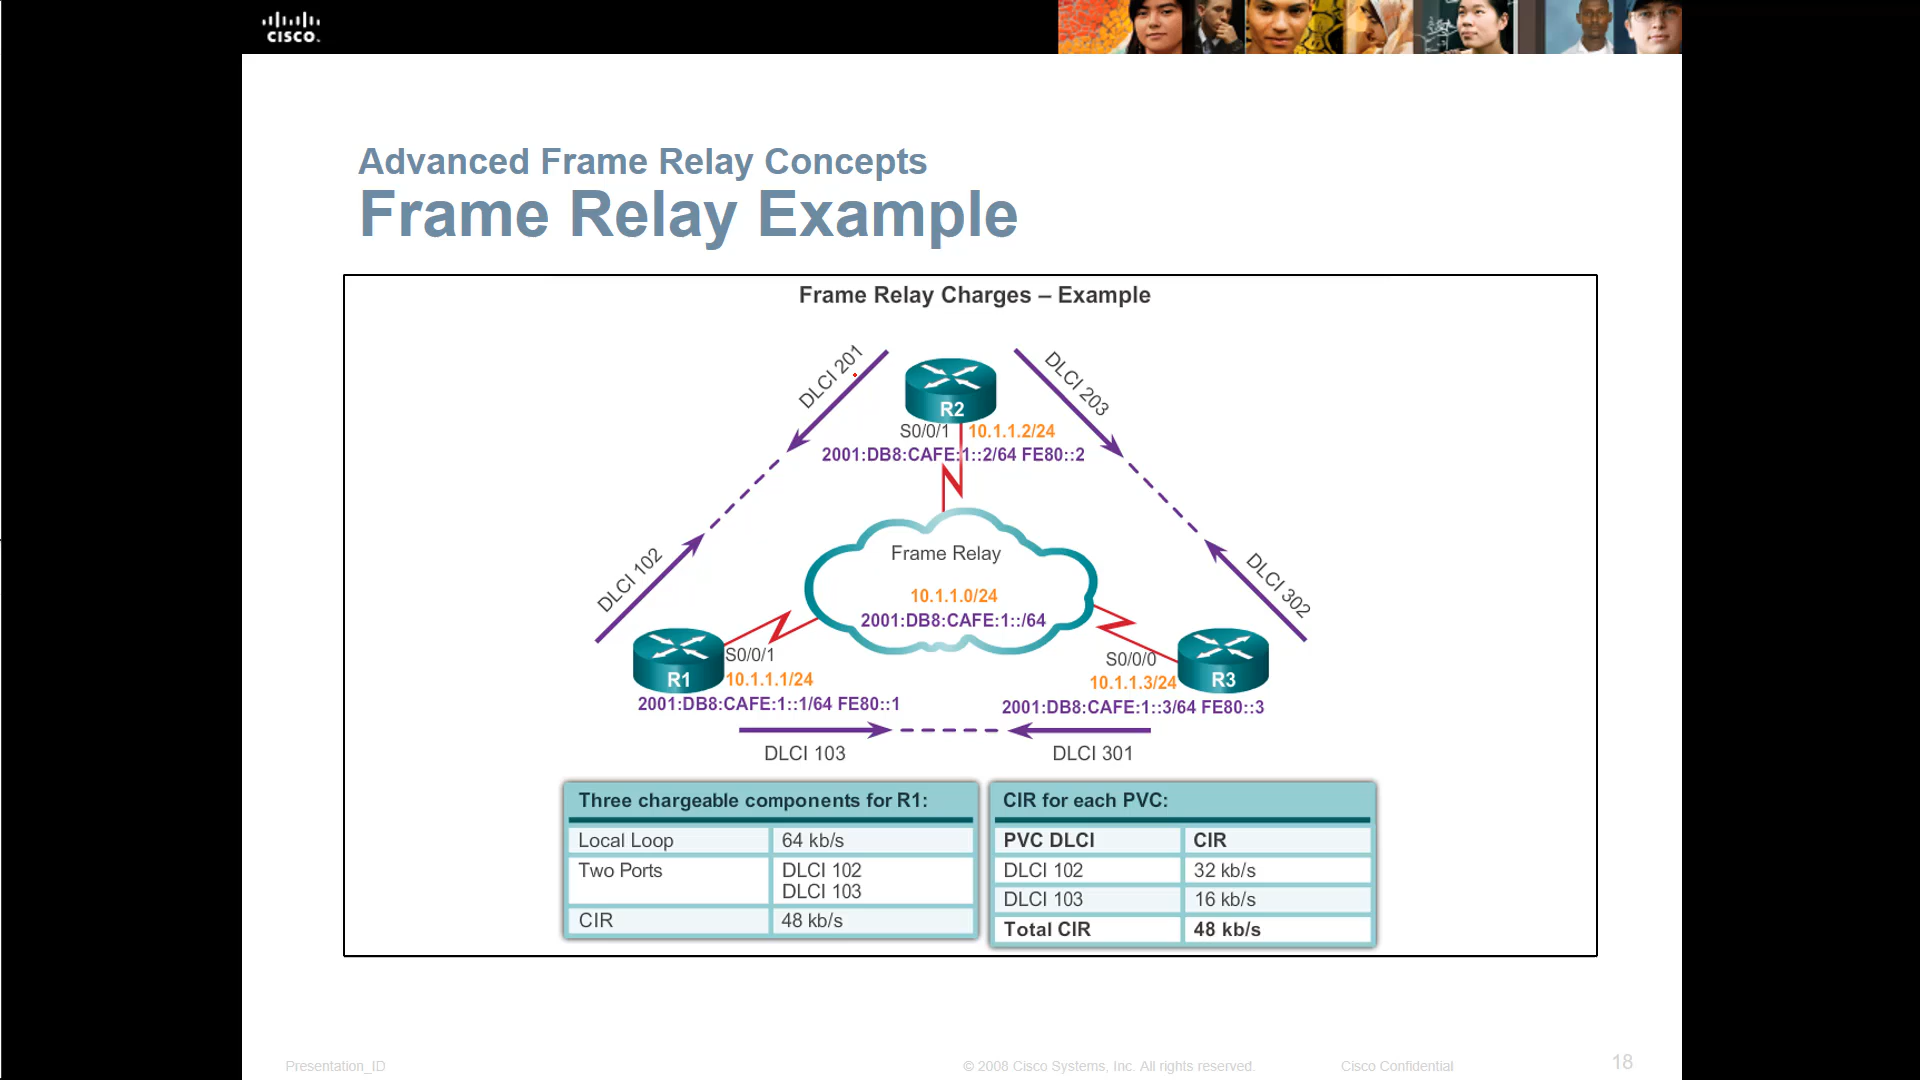 CISCO.
Advanced Frame Relay Concepts
Frame Relay Example
Frame Relay Charges – Example
DLCI 201
DLCI 203
R2
S0/0/1 10.1.1.2/24
2001:DB8:CAFE:1::2/64 FE80::2
Frame Relay
10.1.1.0/24
2001:DB8:CAFE:1::/64
DLCI 102
DLCI 302
R1
S0/0/1
10.1.1.1/24
2001:DB8:CAFE:1::1/64 FE80::1
S0/0/0
10.1.1.3/24
R3
2001:DB8:CAFE:1::3/64 FE80::3
DLCI 103
DLCI 301
Three chargeable components for R1:
Local Loop 64 kb/s
Two Ports DLCI 102
DLCI 103
CIR 48 kb/s
CIR for each PVC:
PVC DLCI CIR
DLCI 102 32 kb/s
DLCI 103 16 kb/s
Total CIR 48 kb/s
Presentation_ID
© 2008 Cisco Systems, Inc. All rights reserved.
Cisco Confidential
18